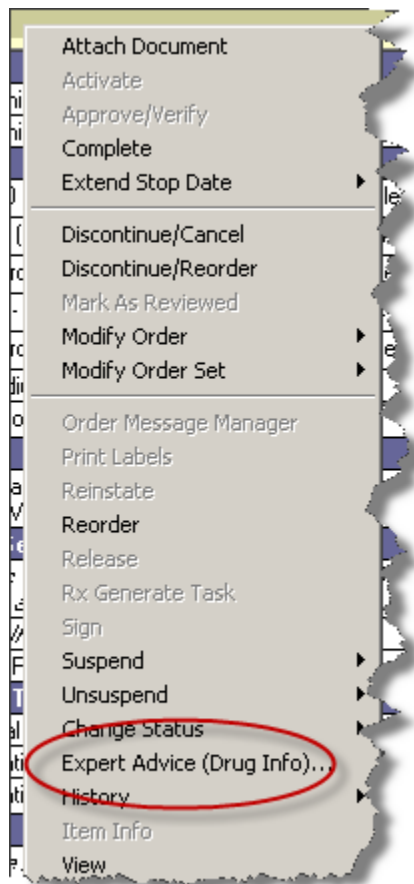 Attach Document
Activate
Approve/Verify
Complete
Extend Stop Date
Discontinue/Cancel
Discontinue/Reorder
Mark As Reviewed
Modify Order
Modify Order Set
Order Message Manager
Print Labels
Reinstate
Reorder
Release
Rx Generate Task
Sign
Suspend
Unsuspend
Change Status
Expert Advice (Drug Info)...
History
Item Info
View